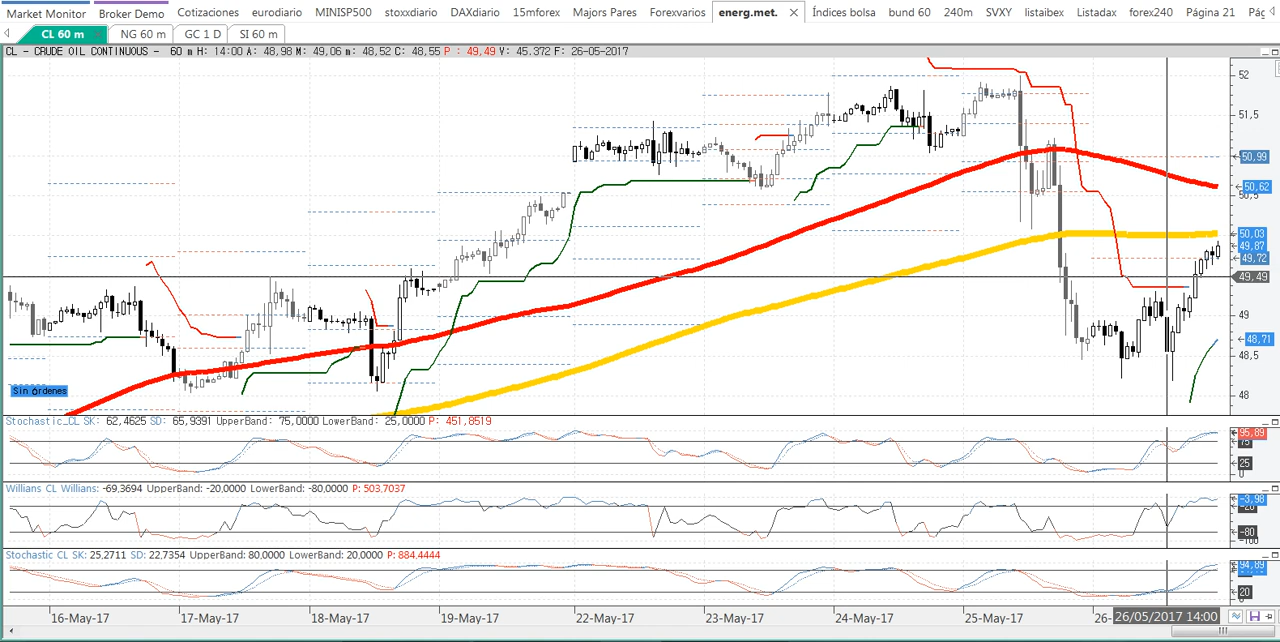 Market Monitor Broker Demo Cotizaciones eurodiario MINISP500 stoxxdiario DAXdiario 15mforex Majors Pares Forexvarios energ.met. Índices bolsa bund 60 240m SVXY listaibex Listadax forex240 Página 21 Pág
CL 60 m NG 60 m GC 1 D SI 60 m
CL - CRUDE OIL CONTINUOUS - 60 m H: 14:00 A: 48,98 M: 49,06 m: 48,52 C: 48,55 P : 49,49 V: 45.372 F: 26-05-2017
52
51,5
50,99
50,62
50,5
50,03
49,87
49,72
49,49
49
48,71
48,5
48
Sin órdenes
Stochastic_CL SK: 62,4625 SD: 65,9391 UpperBand: 75,0000 LowerBand: 25,0000 P: 451,8519
95,89
75
25
Willians CL Willians: -69,3694 UpperBand: -20,0000 LowerBand: -80,0000 P: 503,7037
-3,98
-20
-80
-100
Stochastic CL SK: 25,2711 SD: 22,7354 UpperBand: 80,0000 LowerBand: 20,0000 P: 884,4444
94,89
20
16-May-17 17-May-17 18-May-17 19-May-17 22-May-17 23-May-17 24-May-17 25-May-17 26- 26/05/2017 14:00